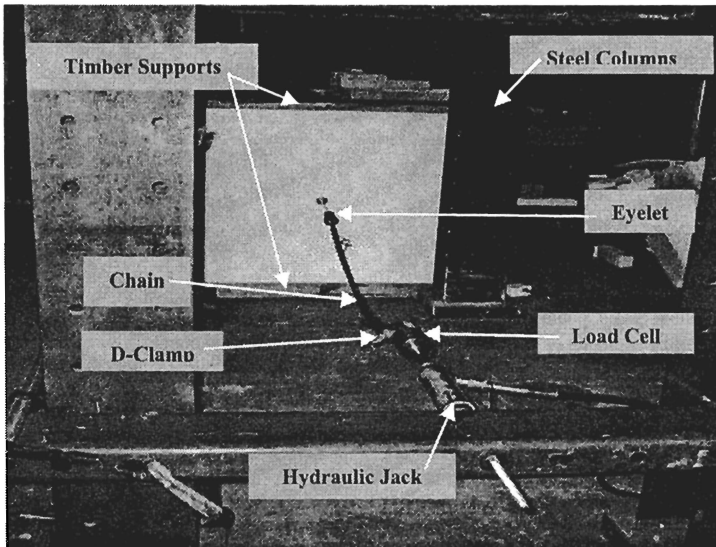 Timber Supports
Steel Columns
Eyelet
Chain
D-Clamp
Load Cell
Hydraulic Jack